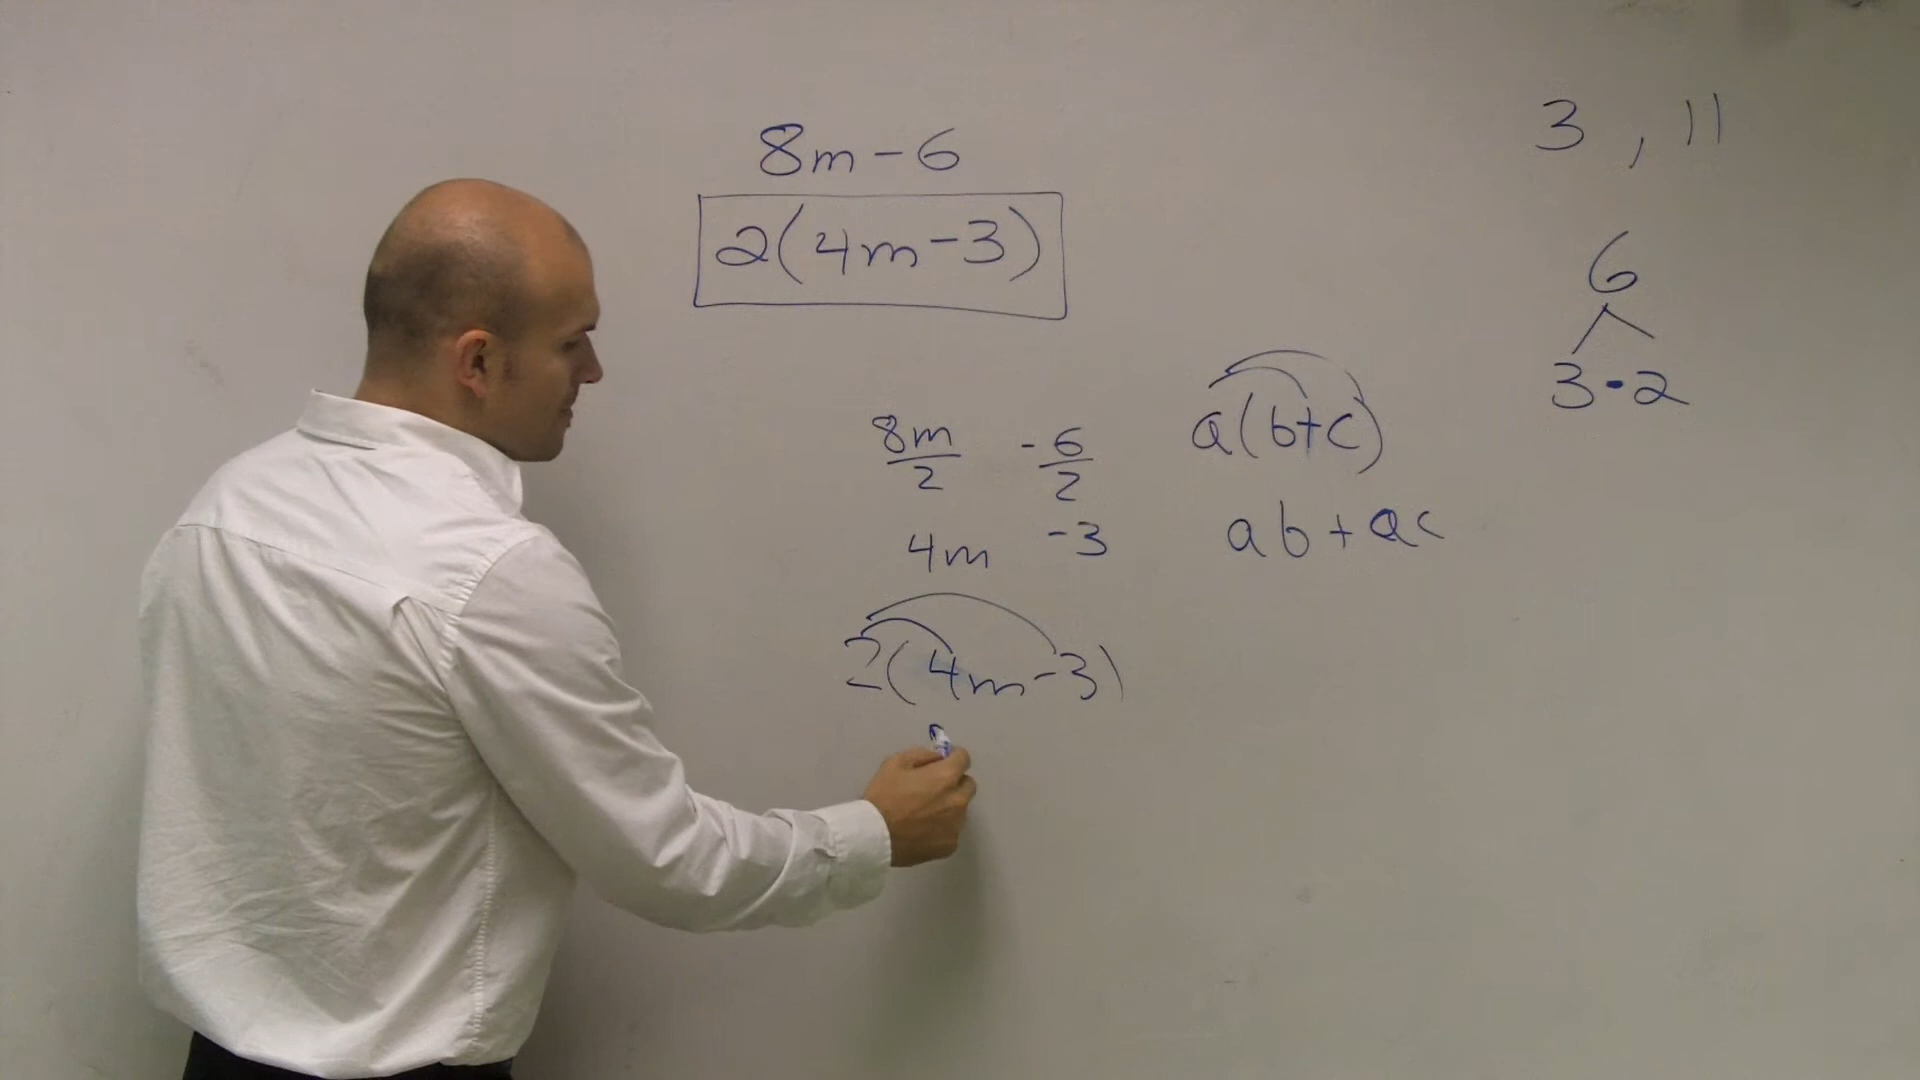 8m - 6
2(4m - 3)
8m/2 -6/2
4m -3
2(4m - 3)
a(b+c)
ab + ac
3 , 11
6
3 · 2